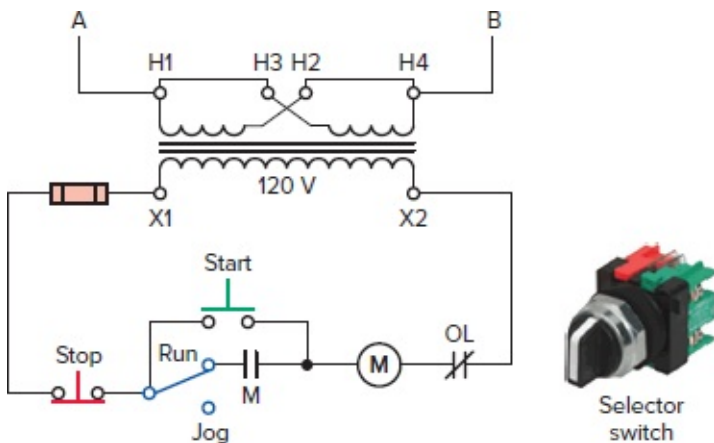 A B
H1 H3 H2 H4
120 V
X1 X2
Start
Stop Run M OL
M
Jog
Selector
switch